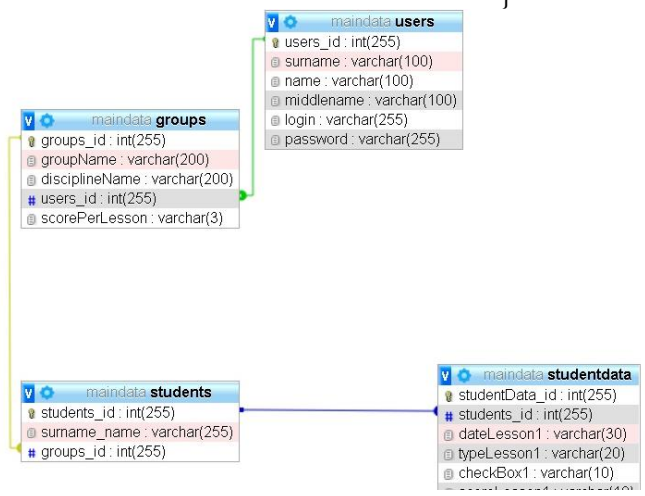 maindata users
users_id : int(255)
surname : varchar(100)
name : varchar(100)
middlename : varchar(100)
login : varchar(255)
password : varchar(255)
maindata groups
groups_id : int(255)
groupName : varchar(200)
disciplineName : varchar(200)
users_id : int(255)
scorePerLesson : varchar(3)
maindata students
students_id : int(255)
surname_name : varchar(255)
groups_id : int(255)
maindata studentdata
studentData_id : int(255)
students_id : int(255)
dateLesson1 : varchar(30)
typeLesson1 : varchar(20)
checkBox1 : varchar(10)